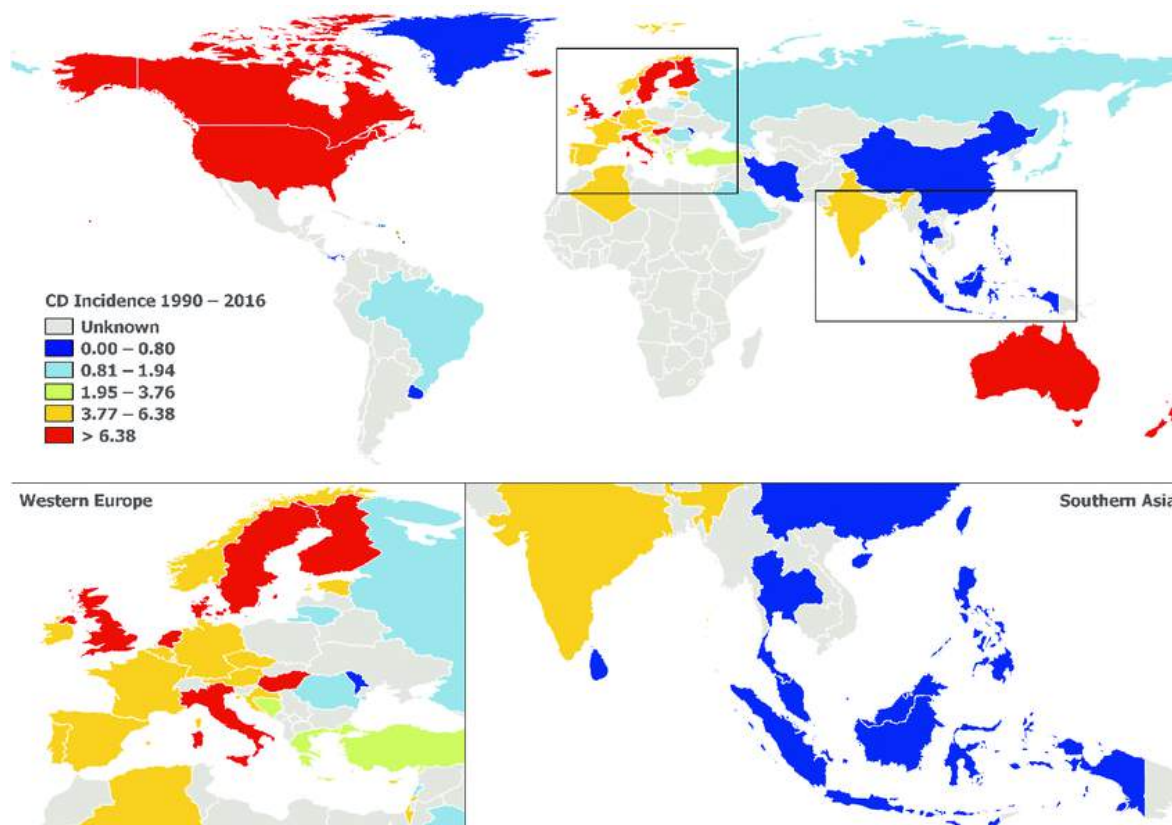 CD Incidence 1990 – 2016
Unknown
0.00 – 0.80
0.81 – 1.94
1.95 – 3.76
3.77 – 6.38
> 6.38
Western Europe
Southern Asia